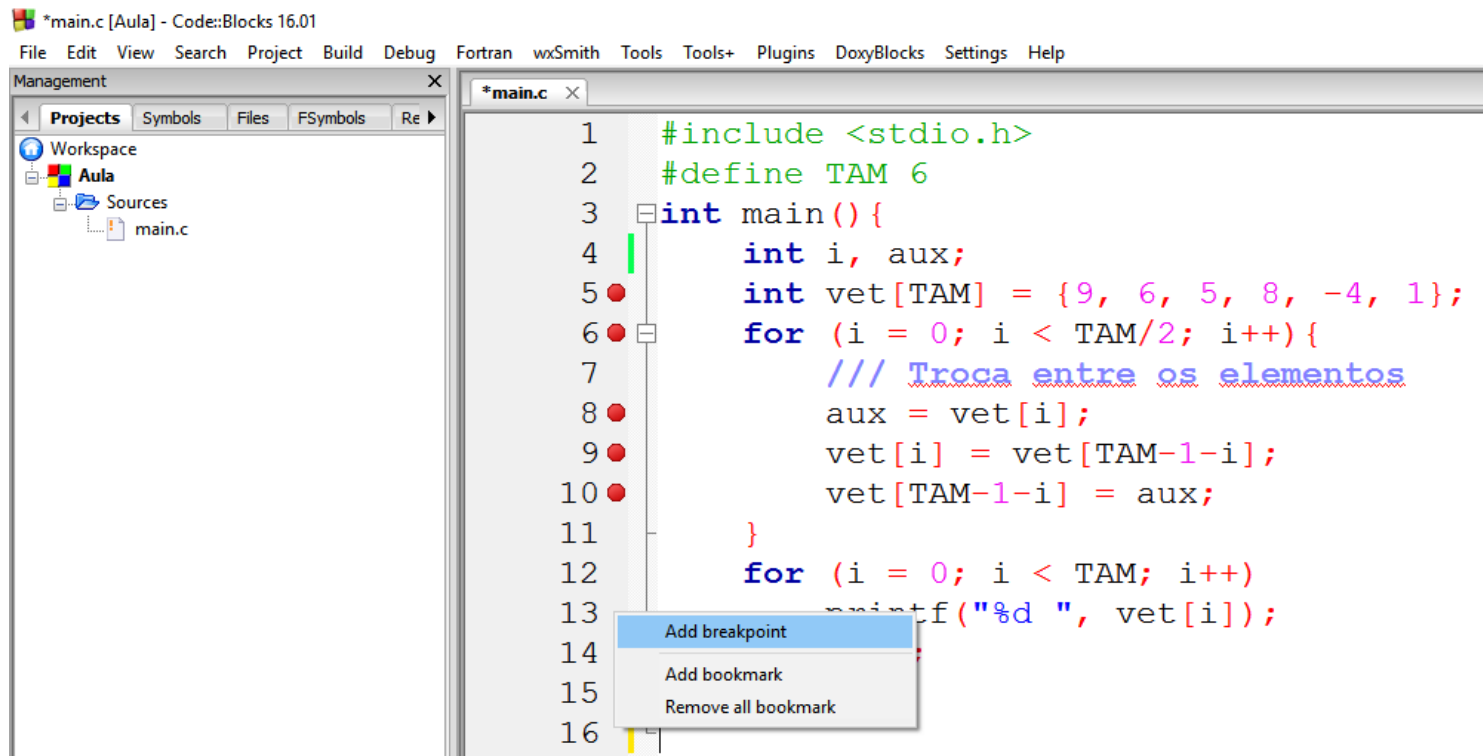 *main.c [Aula] - Code::Blocks 16.01
File Edit View Search Project Build Debug Fortran wxSmith Tools Tools+ Plugins DoxyBlocks Settings Help
Management X
Projects Symbols Files FSymbols Re
Workspace
Aula
Sources
main.c
*main.c
1 #include <stdio.h>
2 #define TAM 6
3 int main(){
4 int i, aux;
5 int vet[TAM] = {9, 6, 5, 8, -4, 1};
6 for (i = 0; i < TAM/2; i++){
7 /// Troca entre os elementos
8 aux = vet[i];
9 vet[i] = vet[TAM-1-i];
10 vet[TAM-1-i] = aux;
11 }
12 for (i = 0; i < TAM; i++)
13 printf("%d ", vet[i]);
14 ;
15
16
Add breakpoint
Add bookmark
Remove all bookmark